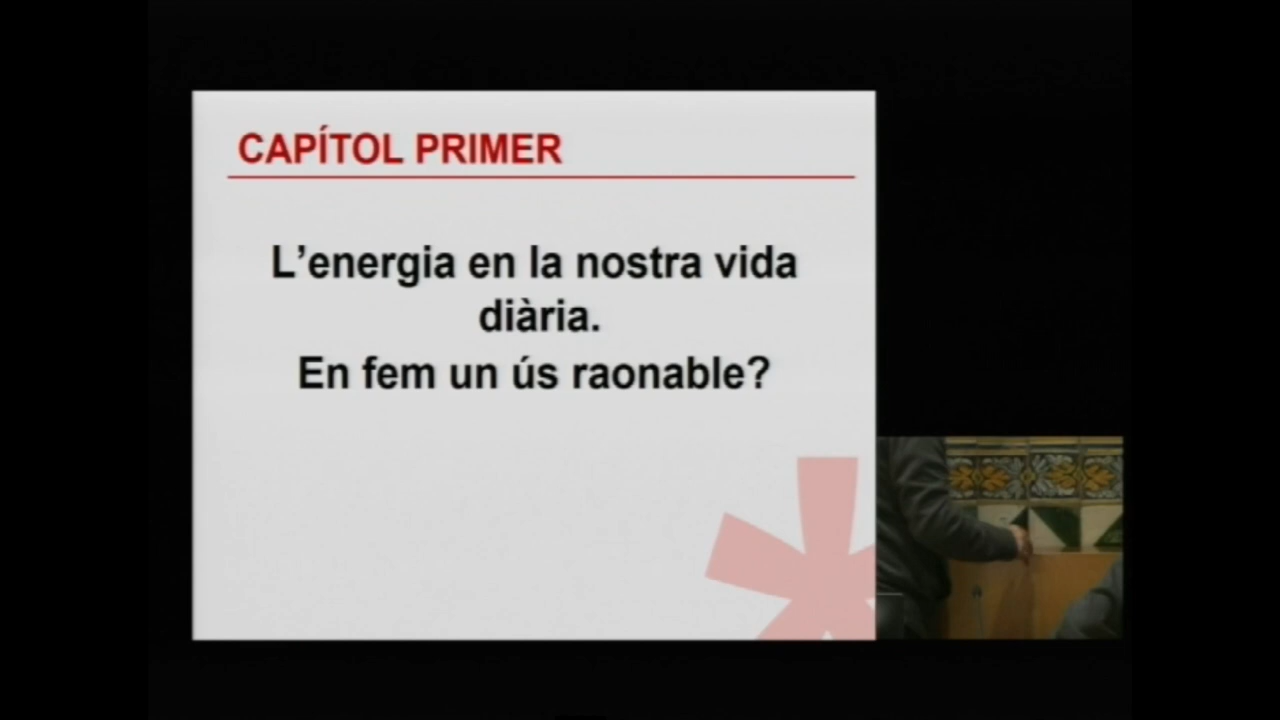 CAPÍTOL PRIMER
L’energia en la nostra vida
diària.
En fem un ús raonable?